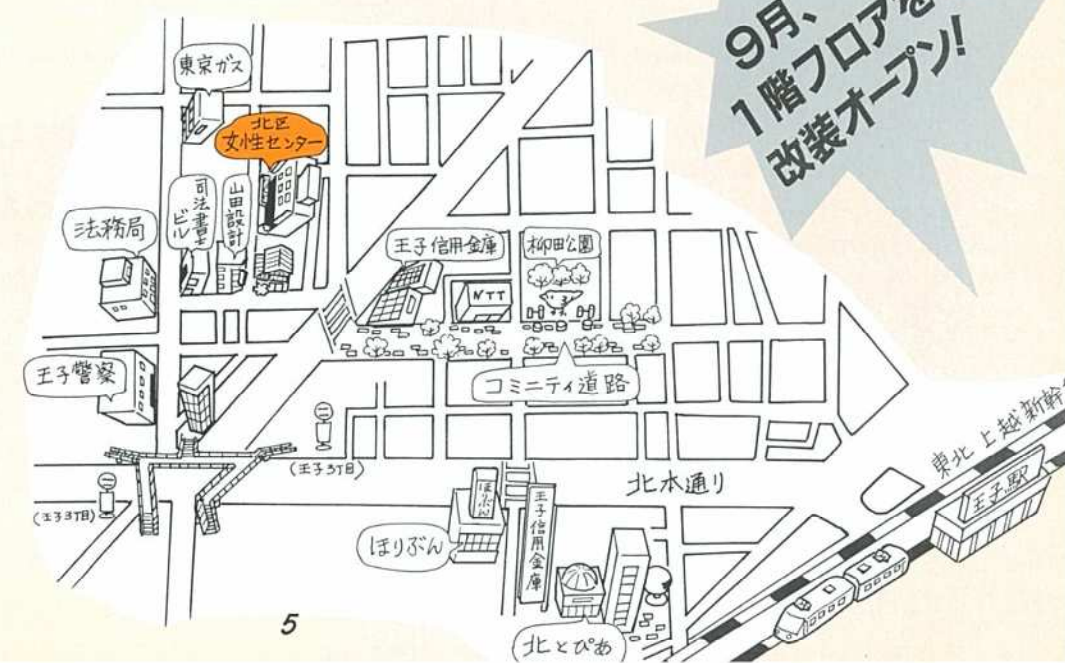 9月、
1階フロアを
改装オープン!
東京ガス
北区
女性センター
法務局
司法書士
ビル
山田設計
王子信用金庫
NTT
柳田公園
コミニティ道路
王子警察
(王子3丁目)
(王子3丁目)
北本通り
ほりぶん
ほりぶん
王子信用金庫
北とぴあ
東北上越新幹
王子駅
5